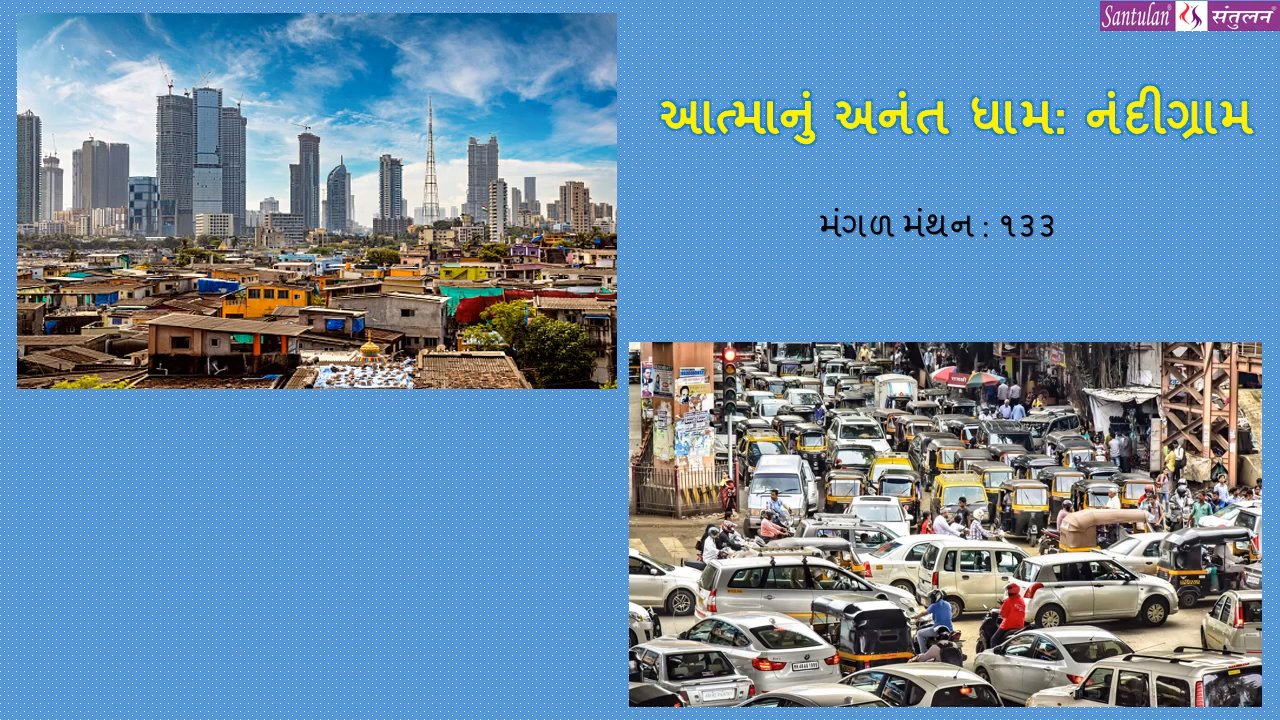 Santulan® संतुलन®
આત્માનું અનંત ધામ: નંદીગ્રામ
મંગળ મંથન : ૧૩૩